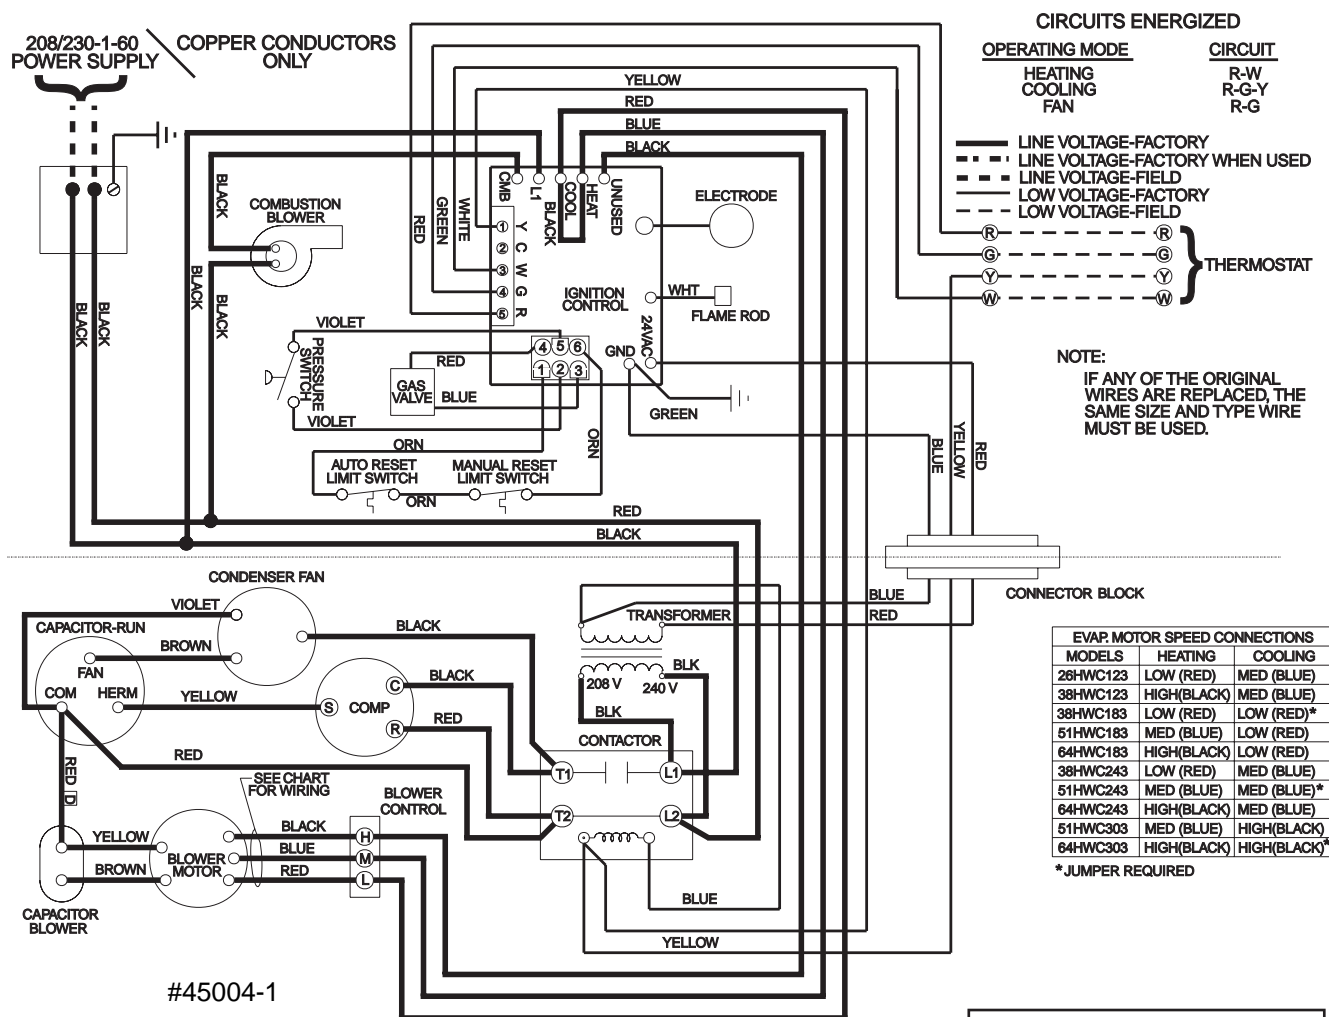 208/230-1-60
POWER SUPPLY
COPPER CONDUCTORS
ONLY
CIRCUITS ENERGIZED
OPERATING MODE CIRCUIT
HEATING R-W
COOLING R-G-Y
FAN R-G
LINE VOLTAGE-FACTORY
LINE VOLTAGE-FACTORY WHEN USED
LINE VOLTAGE-FIELD
LOW VOLTAGE-FACTORY
LOW VOLTAGE-FIELD
R R
G G
Y Y
W W
THERMOSTAT
NOTE:
IF ANY OF THE ORIGINAL
WIRES ARE REPLACED, THE
SAME SIZE AND TYPE WIRE
MUST BE USED.
YELLOW
RED
BLUE
BLACK
BLACK
COMBUSTION
BLOWER
BLACK
BLACK
BLACK
BLACK
RED
GREEN
WHITE
CMB
L1
BLACK
COOL
HEAT
UNUSED
1 Y
2 C
3 W
4 G
5 R
ELECTRODE
IGNITION
CONTROL
WHT
FLAME ROD
24VAC
GND
GREEN
4 5 6
1 2 3
VIOLET
PRESSURE
SWITCH
RED
GAS
VALVE
BLUE
VIOLET
ORN
ORN
AUTO RESET
LIMIT SWITCH
MANUAL RESET
LIMIT SWITCH
ORN
RED
BLACK
BLUE
YELLOW
RED
CONNECTOR BLOCK
CONDENSER FAN
VIOLET
CAPACITOR-RUN
BROWN
FAN
COM
HERM
YELLOW
BLACK
BLACK
C
S
COMP
R
RED
RED
RED D
TRANSFORMER
BLUE
RED
208 V
240 V
BLK
BLK
CONTACTOR
T1
L1
T2
L2
SEE CHART
FOR WIRING
BLOWER
CONTROL
YELLOW
BROWN
BLOWER
MOTOR
BLACK
BLUE
RED
H
M
L
CAPACITOR
BLOWER
BLUE
YELLOW
#45004-1
EVAP. MOTOR SPEED CONNECTIONS
MODELS HEATING COOLING
26HWC123 LOW (RED) MED (BLUE)
38HWC123 HIGH(BLACK) MED (BLUE)
38HWC183 LOW (RED) LOW (RED)*
51HWC183 MED (BLUE) LOW (RED)
64HWC183 HIGH(BLACK) LOW (RED)
38HWC243 LOW (RED) MED (BLUE)
51HWC243 MED (BLUE) MED (BLUE)*
64HWC243 HIGH(BLACK) MED (BLUE)
51HWC303 MED (BLUE) HIGH(BLACK)
64HWC303 HIGH(BLACK) HIGH(BLACK)*
*JUMPER REQUIRED